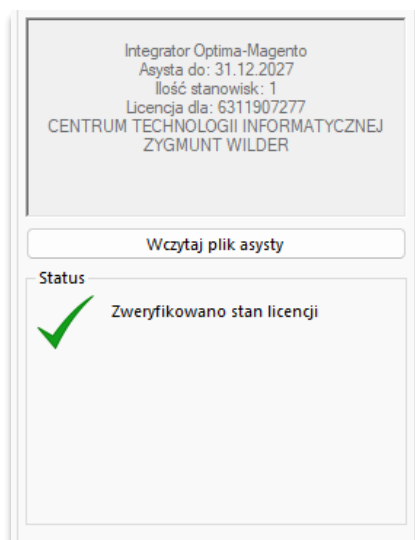 Integrator Optima-Magento
Asysta do: 31.12.2027
Ilość stanowisk: 1
Licencja dla: 6311907277
CENTRUM TECHNOLOGII INFORMATYCZNEJ
ZYGMUNT WILDER
Wczytaj plik asysty
Status
Zweryfikowano stan licencji